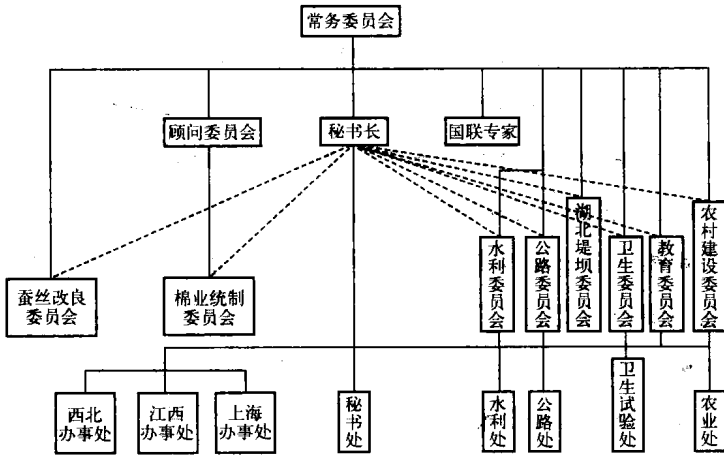 常务委员会
顾问委员会
秘书长
国联专家
蚕丝改良
委员会
棉业统制
委员会
水利委员会
公路委员会
湖北堤坝委员会
卫生委员会
教育委员会
农村建设委员会
西北
办事处
江西
办事处
上海
办事处
秘书处
水利处
公路处
卫生试验处
农业处